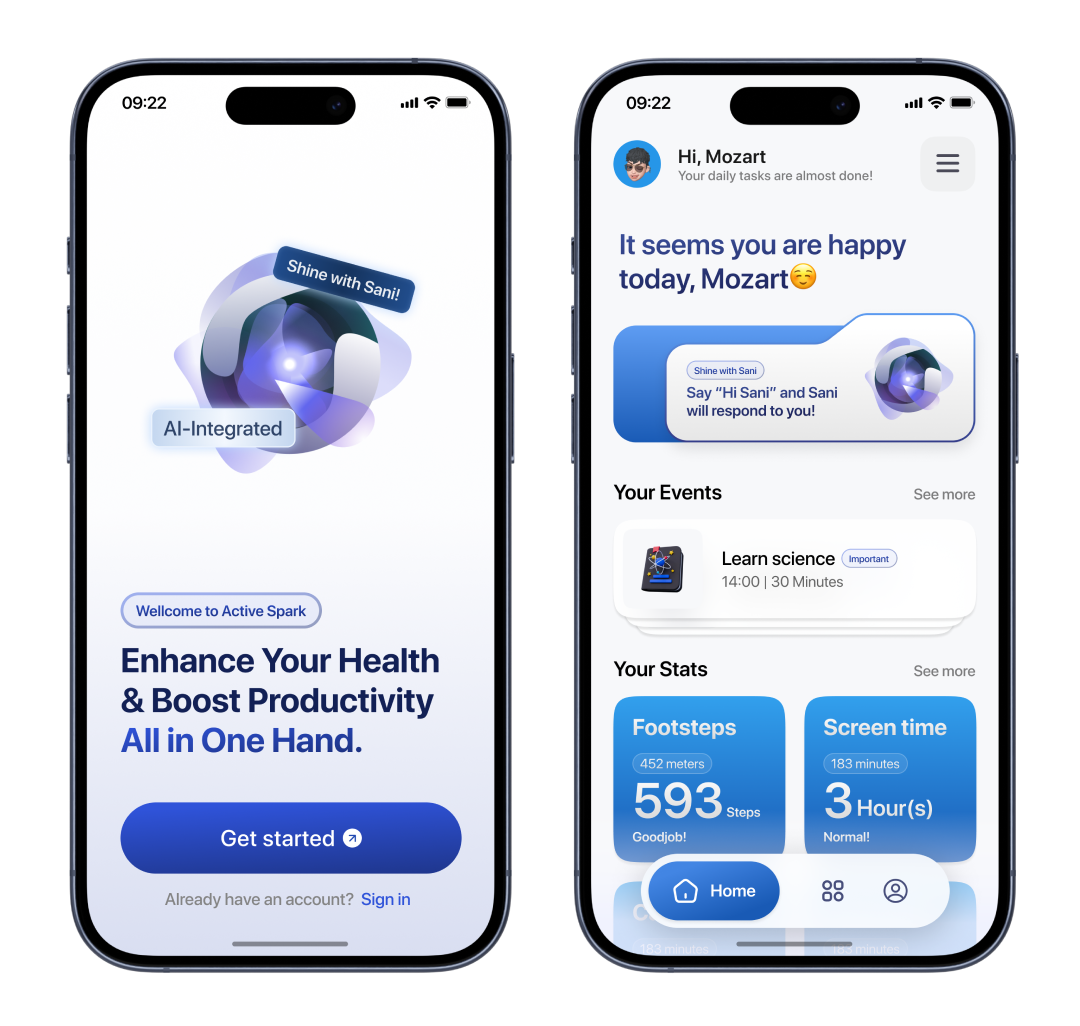 09:22
Shine with Sani!
AI-Integrated
Wellcome to Active Spark
Enhance Your Health
& Boost Productivity
All in One Hand.
Get started
Already have an account? Sign in
09:22
Hi, Mozart
Your daily tasks are almost done!
It seems you are happy
today, Mozart☺️
Shine with Sani
Say “Hi Sani” and Sani
will respond to you!
Your Events
See more
Learn science
Important
14:00 | 30 Minutes
Your Stats
See more
Footsteps
452 meters
593 Steps
Goodjob!
Screen time
183 minutes
3 Hour(s)
Normal!
Home
183 minutes
183 minutes